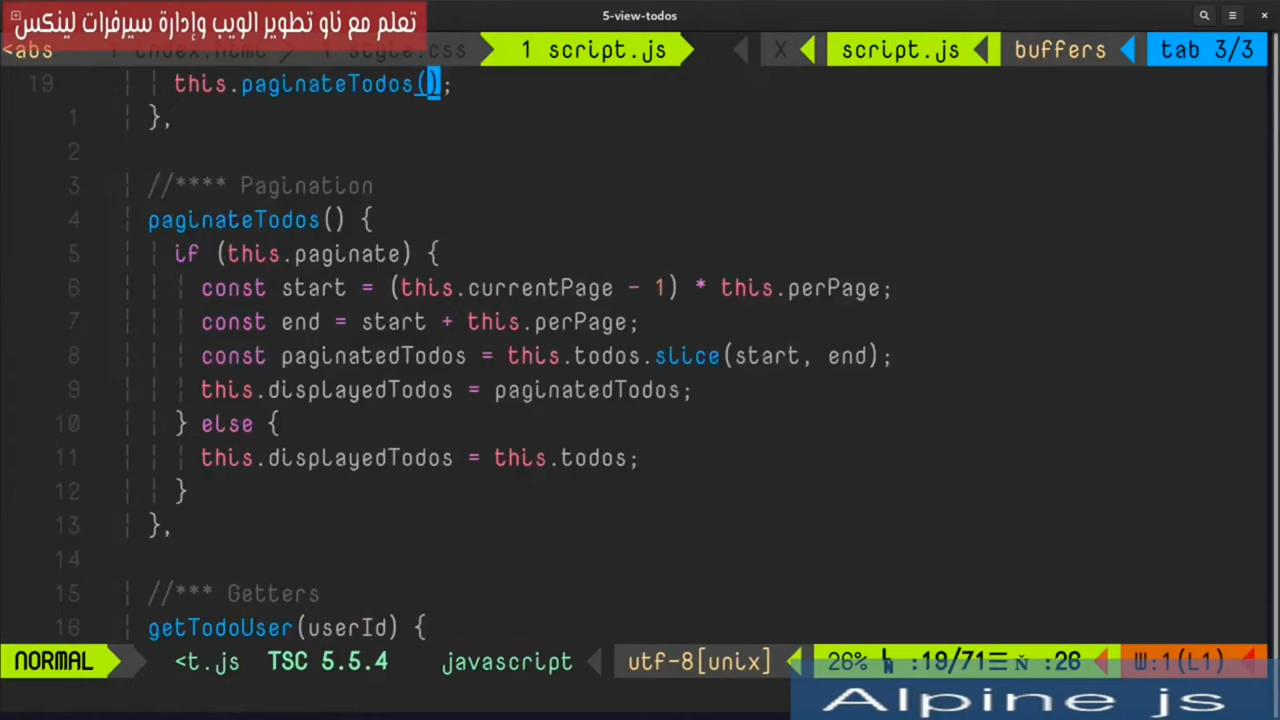 5-view-todos
تعلم مع ناو تطوير الويب وإدارة سيرفرات لينكس
<abs 1 script.js X script.js buffers tab 3/3
19 this.paginateTodos();
1 },
2
3 //**** Pagination
4 paginateTodos() {
5 if (this.paginate) {
6 const start = (this.currentPage - 1) * this.perPage;
7 const end = start + this.perPage;
8 const paginatedTodos = this.todos.slice(start, end);
9 this.displayedTodos = paginatedTodos;
10 } else {
11 this.displayedTodos = this.todos;
12 }
13 },
14
15 //*** Getters
16 getTodoUser(userId) {
NORMAL <t.js TSC 5.5.4 javascript utf-8[unix] 26% :19/71☰ :26 W:1(L1)
Alpine js